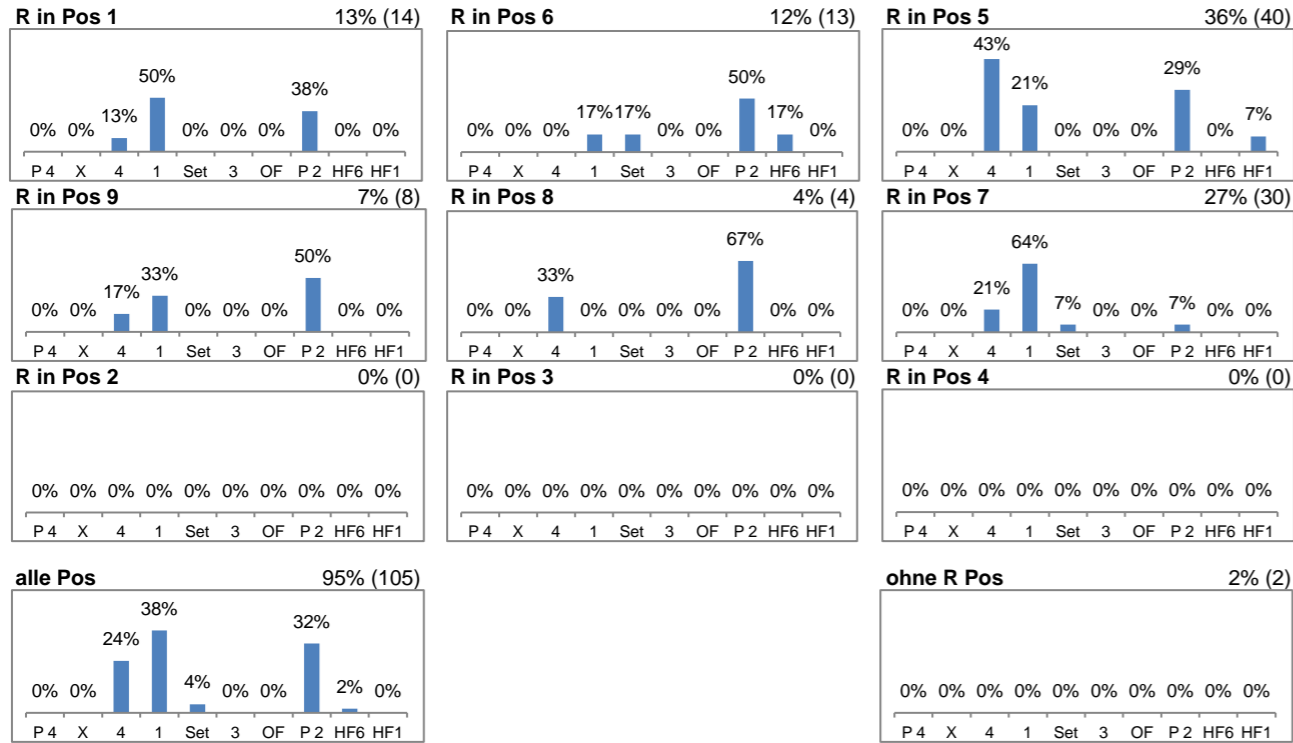 R in Pos 1 13% (14)
50%
38%
13%
0% 0% 0% 0% 0% 0% 0%
P 4 X 4 1 Set 3 OF P 2 HF6 HF1
R in Pos 6 12% (13)
50%
17% 17% 17%
0% 0% 0% 0% 0% 0%
P 4 X 4 1 Set 3 OF P 2 HF6 HF1
R in Pos 5 36% (40)
43%
29%
21%
7%
0% 0% 0% 0% 0% 0%
P 4 X 4 1 Set 3 OF P 2 HF6 HF1
R in Pos 9 7% (8)
50%
33%
17%
0% 0% 0% 0% 0% 0% 0%
P 4 X 4 1 Set 3 OF P 2 HF6 HF1
R in Pos 8 4% (4)
67%
33%
0% 0% 0% 0% 0% 0% 0% 0%
P 4 X 4 1 Set 3 OF P 2 HF6 HF1
R in Pos 7 27% (30)
64%
21%
7% 7%
0% 0% 0% 0% 0% 0%
P 4 X 4 1 Set 3 OF P 2 HF6 HF1
R in Pos 2 0% (0)
0% 0% 0% 0% 0% 0% 0% 0% 0% 0%
P 4 X 4 1 Set 3 OF P 2 HF6 HF1
R in Pos 3 0% (0)
0% 0% 0% 0% 0% 0% 0% 0% 0% 0%
P 4 X 4 1 Set 3 OF P 2 HF6 HF1
R in Pos 4 0% (0)
0% 0% 0% 0% 0% 0% 0% 0% 0% 0%
P 4 X 4 1 Set 3 OF P 2 HF6 HF1
alle Pos 95% (105)
38%
32%
24%
4% 2%
0% 0% 0% 0% 0%
P 4 X 4 1 Set 3 OF P 2 HF6 HF1
ohne R Pos 2% (2)
0% 0% 0% 0% 0% 0% 0% 0% 0% 0%
P 4 X 4 1 Set 3 OF P 2 HF6 HF1